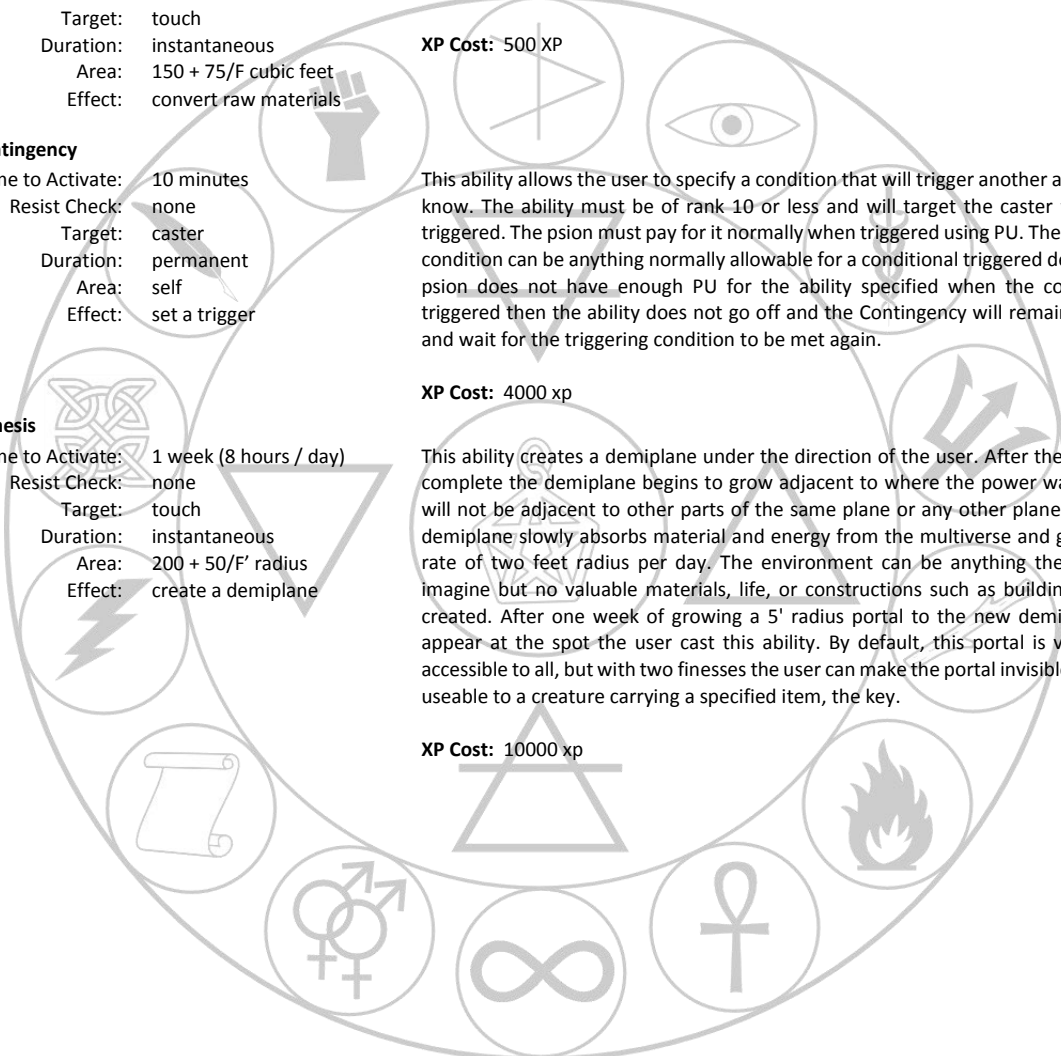 Target: touch
Duration: instantaneous
Area: 150 + 75/F cubic feet
Effect: convert raw materials
XP Cost: 500 XP
ntingency
me to Activate: 10 minutes
Resist Check: none
Target: caster
Duration: permanent
Area: self
Effect: set a trigger
This ability allows the user to specify a condition that will trigger another a
know. The ability must be of rank 10 or less and will target the caster
triggered. The psion must pay for it normally when triggered using PU. The
condition can be anything normally allowable for a conditional triggered de
psion does not have enough PU for the ability specified when the co
triggered then the ability does not go off and the Contingency will remain
and wait for the triggering condition to be met again.
XP Cost: 4000 xp
nesis
me to Activate: 1 week (8 hours / day)
Resist Check: none
Target: touch
Duration: instantaneous
Area: 200 + 50/F’ radius
Effect: create a demiplane
This ability creates a demiplane under the direction of the user. After the
complete the demiplane begins to grow adjacent to where the power wa
will not be adjacent to other parts of the same plane or any other plane
demiplane slowly absorbs material and energy from the multiverse and g
rate of two feet radius per day. The environment can be anything the
imagine but no valuable materials, life, or constructions such as building
created. After one week of growing a 5' radius portal to the new demi
appear at the spot the user cast this ability. By default, this portal is v
accessible to all, but with two finesses the user can make the portal invisible
useable to a creature carrying a specified item, the key.
XP Cost: 10000 xp